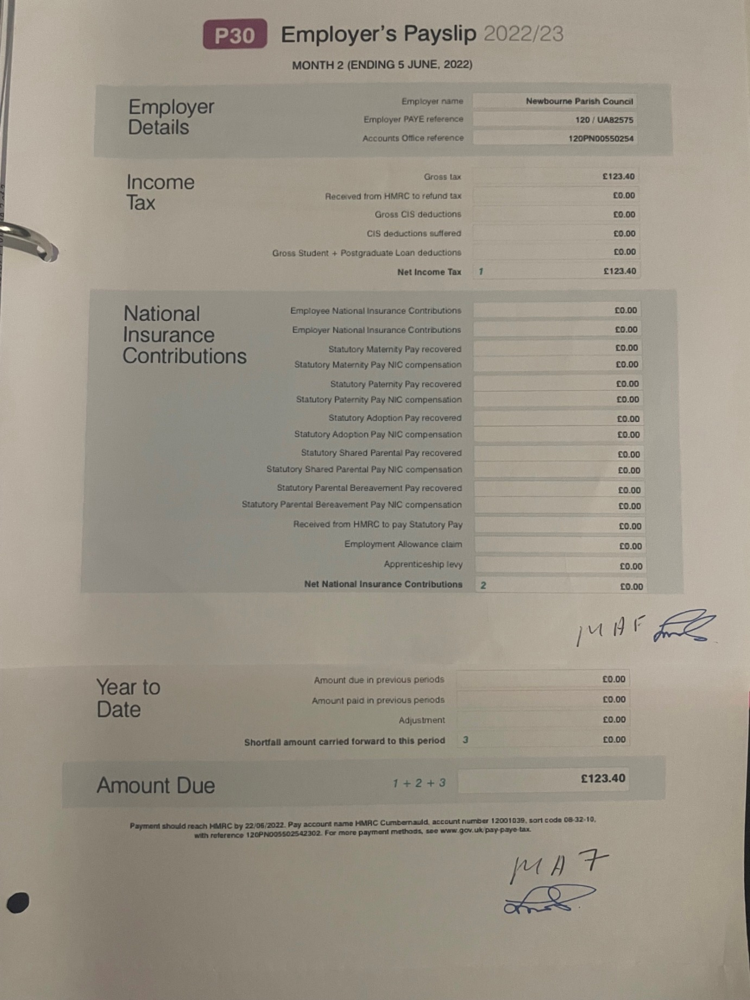 P30 Employer's Payslip 2022/23
MONTH 2 (ENDING 5 JUNE, 2022)
Employer Details
Employer name Newbourne Parish Council
Employer PAYE reference 120 / UA82575
Accounts Office reference 120PN00550254
Income Tax
Gross tax £123.40
Received from HMRC to refund tax £0.00
Gross CIS deductions £0.00
CIS deductions suffered £0.00
Gross Student + Postgraduate Loan deductions £0.00
Net Income Tax 1 £123.40
National Insurance Contributions
Employee National Insurance Contributions £0.00
Employer National Insurance Contributions £0.00
Statutory Maternity Pay recovered £0.00
Statutory Maternity Pay NIC compensation £0.00
Statutory Paternity Pay recovered £0.00
Statutory Paternity Pay NIC compensation £0.00
Statutory Adoption Pay recovered £0.00
Statutory Adoption Pay NIC compensation £0.00
Statutory Shared Parental Pay recovered £0.00
Statutory Shared Parental Pay NIC compensation £0.00
Statutory Parental Bereavement Pay recovered £0.00
Statutory Parental Bereavement Pay NIC compensation £0.00
Received from HMRC to pay Statutory Pay £0.00
Employment Allowance claim £0.00
Apprenticeship levy £0.00
Net National Insurance Contributions 2 £0.00
MAF
Year to Date
Amount due in previous periods £0.00
Amount paid in previous periods £0.00
Adjustment £0.00
Shortfall amount carried forward to this period 3 £0.00
Amount Due 1 + 2 + 3 £123.40
Payment should reach HMRC by 22/06/2022. Pay account name HMRC Cumbernauld, account number 12001039, sort code 08-32-10,
with reference 120PN005502542302. For more payment methods, see www.gov.uk/pay-paye-tax.
MAF